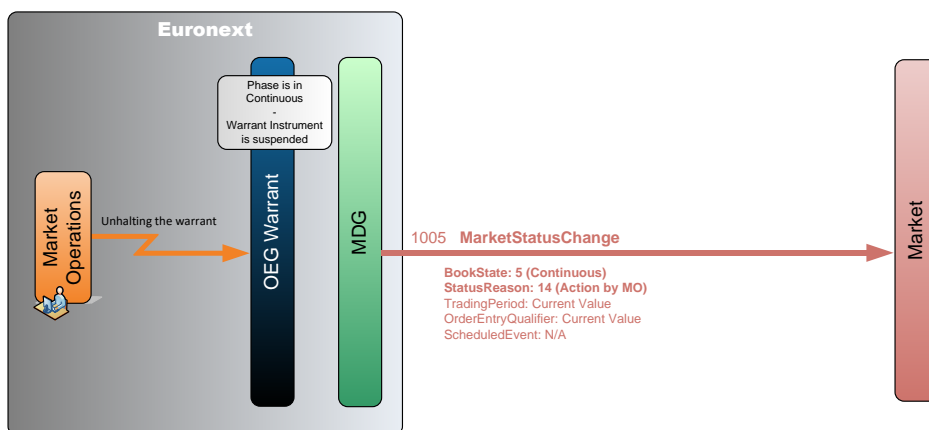 Euronext
Phase is in
Continuous
-
Warrant Instrument
is suspended
Market
Operations
Unhalting the warrant
OEG Warrant
MDG
1005 MarketStatusChange
BookState: 5 (Continuous)
StatusReason: 14 (Action by MO)
TradingPeriod: Current Value
OrderEntryQualifier: Current Value
ScheduledEvent: N/A
Market